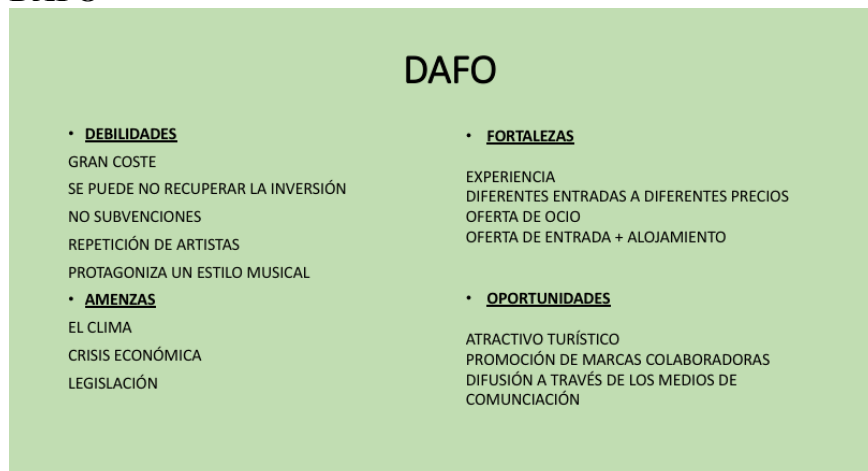 DAFO
• DEBILIDADES
GRAN COSTE
SE PUEDE NO RECUPERAR LA INVERSIÓN
NO SUBVENCIONES
REPETICIÓN DE ARTISTAS
PROTAGONIZA UN ESTILO MUSICAL
• AMENZAS
EL CLIMA
CRISIS ECONÓMICA
LEGISLACIÓN
• FORTALEZAS
EXPERIENCIA
DIFERENTES ENTRADAS A DIFERENTES PRECIOS
OFERTA DE OCIO
OFERTA DE ENTRADA + ALOJAMIENTO
• OPORTUNIDADES
ATRACTIVO TURÍSTICO
PROMOCIÓN DE MARCAS COLABORADORAS
DIFUSIÓN A TRAVÉS DE LOS MEDIOS DE
COMUNCIACIÓN